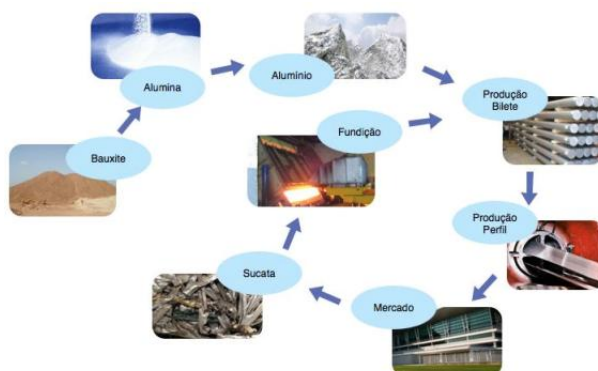 Alumina
Alumínio
Produção
Bilete
Fundição
Bauxite
Produção
Perfil
Sucata
Mercado